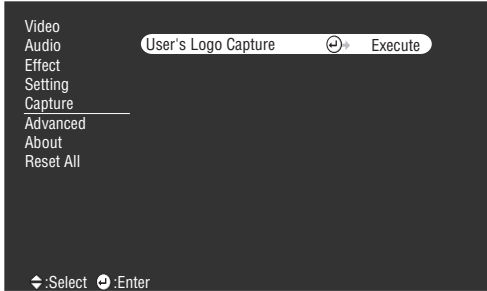 Video
Audio
User's Logo Capture Execute
Effect
Setting
Capture
Advanced
About
Reset All
:Select :Enter